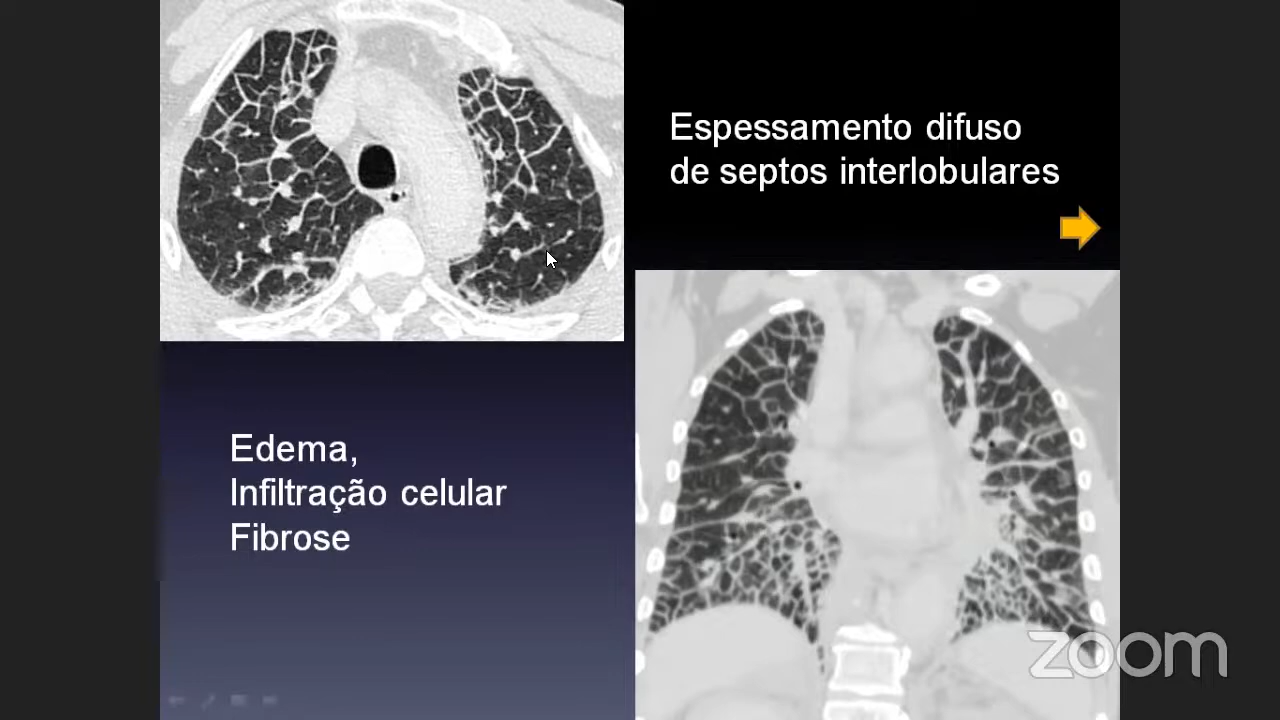 Espessamento difuso
de septos interlobulares
Edema,
Infiltração celular
Fibrose
zoom